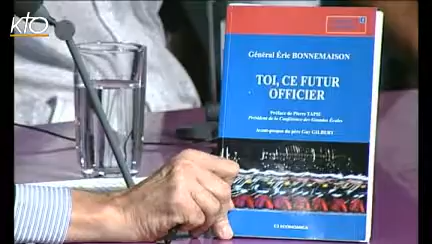 KTO
Général Éric BONNEMAISON
TOI, CE FUTUR
OFFICIER
Préface de Pierre TAPIE
Président de la Conférence des Grandes Écoles
Avant-propos du père Guy GILBERT
ECONOMICA